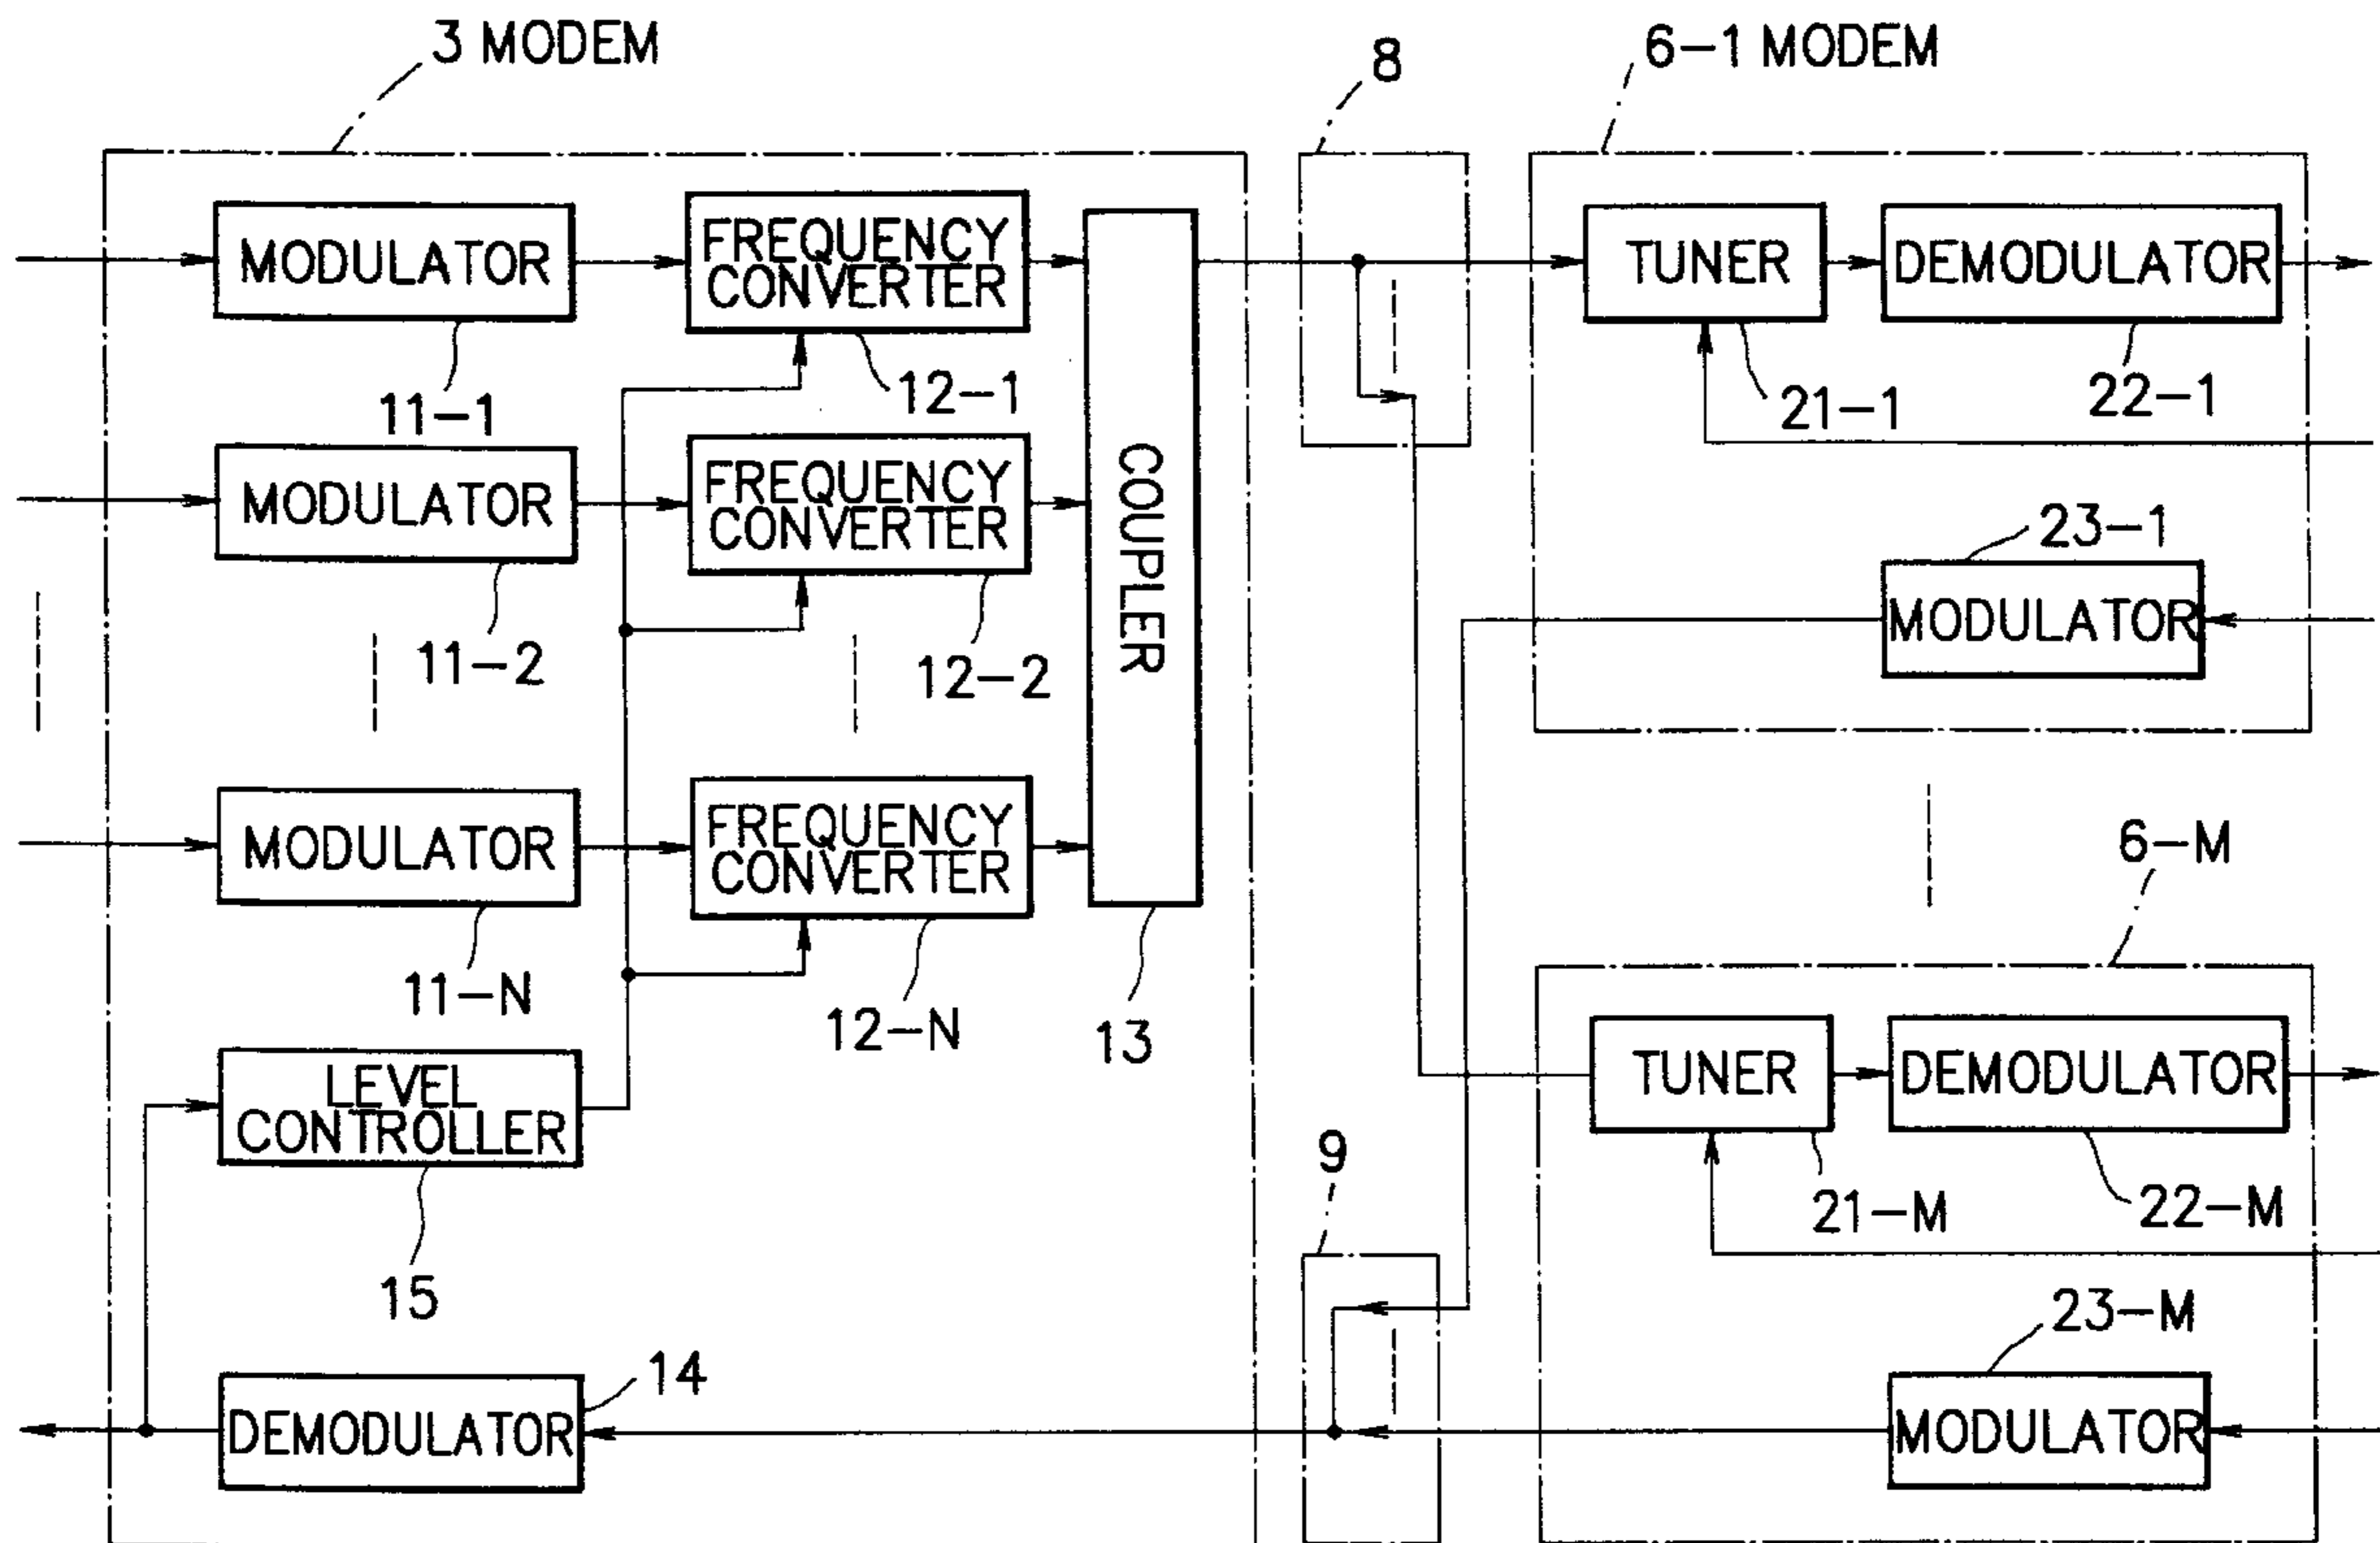 3 MODEM
8
6-1 MODEM
MODULATOR
FREQUENCY
CONVERTER
TUNER
DEMODULATOR
11-1
12-1
21-1
22-1
MODULATOR
FREQUENCY
CONVERTER
COUPLER
23-1
MODULATOR
11-2
12-2
MODULATOR
FREQUENCY
CONVERTER
6-M
11-N
12-N
13
LEVEL
CONTROLLER
TUNER
DEMODULATOR
9
21-M
22-M
15
23-M
14
DEMODULATOR
MODULATOR